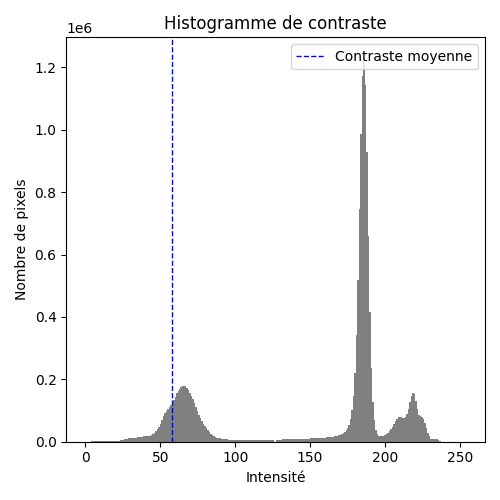 Histogramme de contraste
1e6
Contraste moyenne
1.2
1.0
0.8
0.6
0.4
0.2
0.0
Nombre de pixels
0 50 100 150 200 250
Intensité